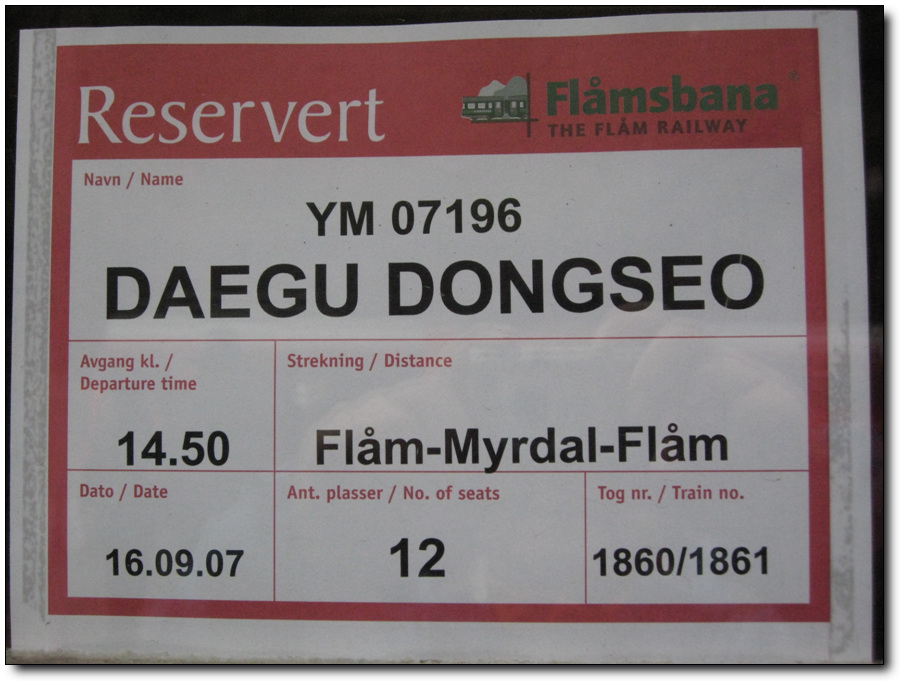 Reservert
Flåmsbana
THE FLÅM RAILWAY
Navn / Name
YM 07196
DAEGU DONGSEO
Avgang kl. /
Departure time
14.50
Strekning / Distance
Flåm-Myrdal-Flåm
Dato / Date
16.09.07
Ant. plasser / No. of seats
12
Tog nr. / Train no.
1860/1861